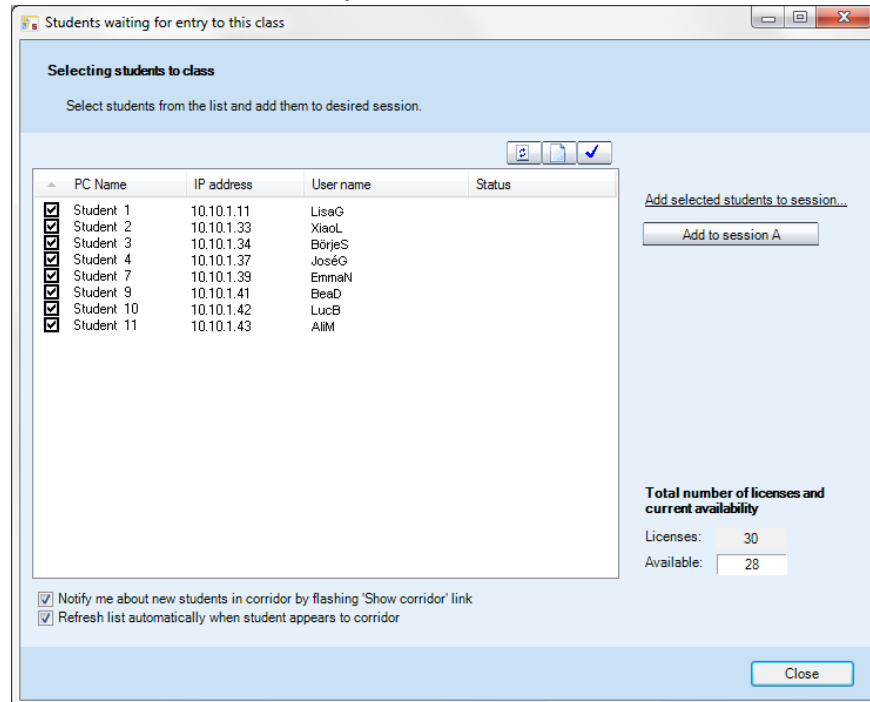 Students waiting for entry to this class
Selecting students to class
Select students from the list and add them to desired session.
PC Name IP address User name Status
Student 1 10.10.1.11 LisaG
Student 2 10.10.1.33 XiaoL
Student 3 10.10.1.34 BörjeS
Student 4 10.10.1.37 JoséG
Student 7 10.10.1.39 EmmaN
Student 9 10.10.1.41 BeaD
Student 10 10.10.1.42 LucB
Student 11 10.10.1.43 AliM
Add selected students to session...
Add to session A
Total number of licenses and
current availability
Licenses: 30
Available: 28
Notify me about new students in corridor by flashing 'Show corridor' link
Refresh list automatically when student appears to corridor
Close